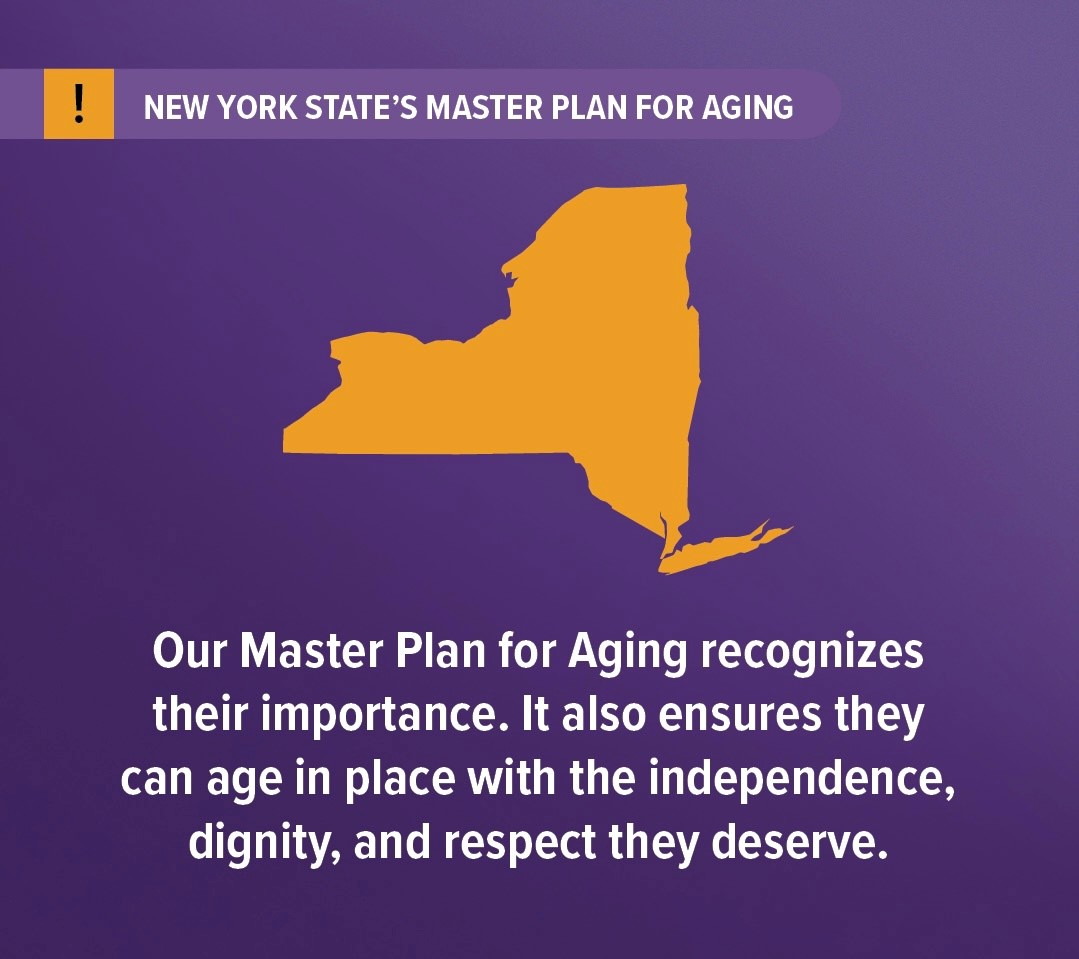 !
NEW YORK STATE’S MASTER PLAN FOR AGING
Our Master Plan for Aging recognizes
their importance. It also ensures they
can age in place with the independence,
dignity, and respect they deserve.